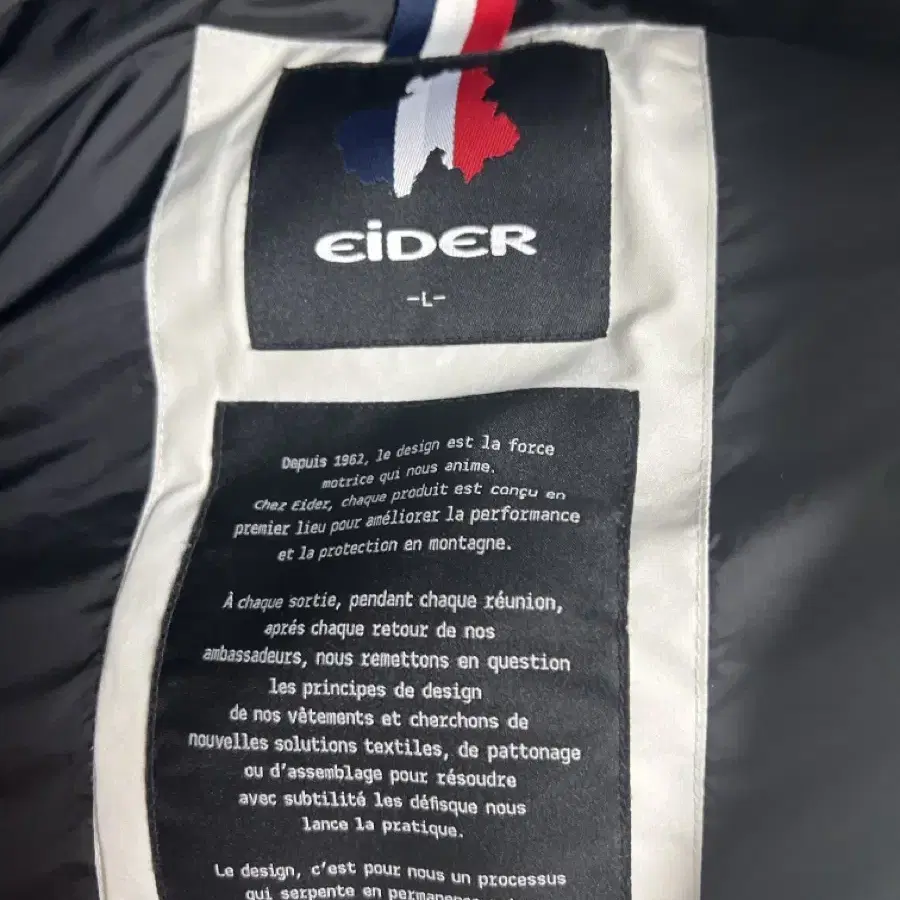 EiDER
-L-
Depuis 1962, le design est la force
motrice qui nous anime.
Chez Eider, chaque produit est conçu en
premier lieu pour améliorer la performance
et la protection en montagne.
À chaque sortie, pendant chaque réunion,
aprés chaque retour de nos
ambassadeurs, nous remettons en question
les principes de design
de nos vêtements et cherchons de
nouvelles solutions textiles, de pattonage
ou d'assemblage pour résoudre
avec subtilité les défisque nous
lance la pratique.
Le design, c'est pour nous un processus
qui serpente en